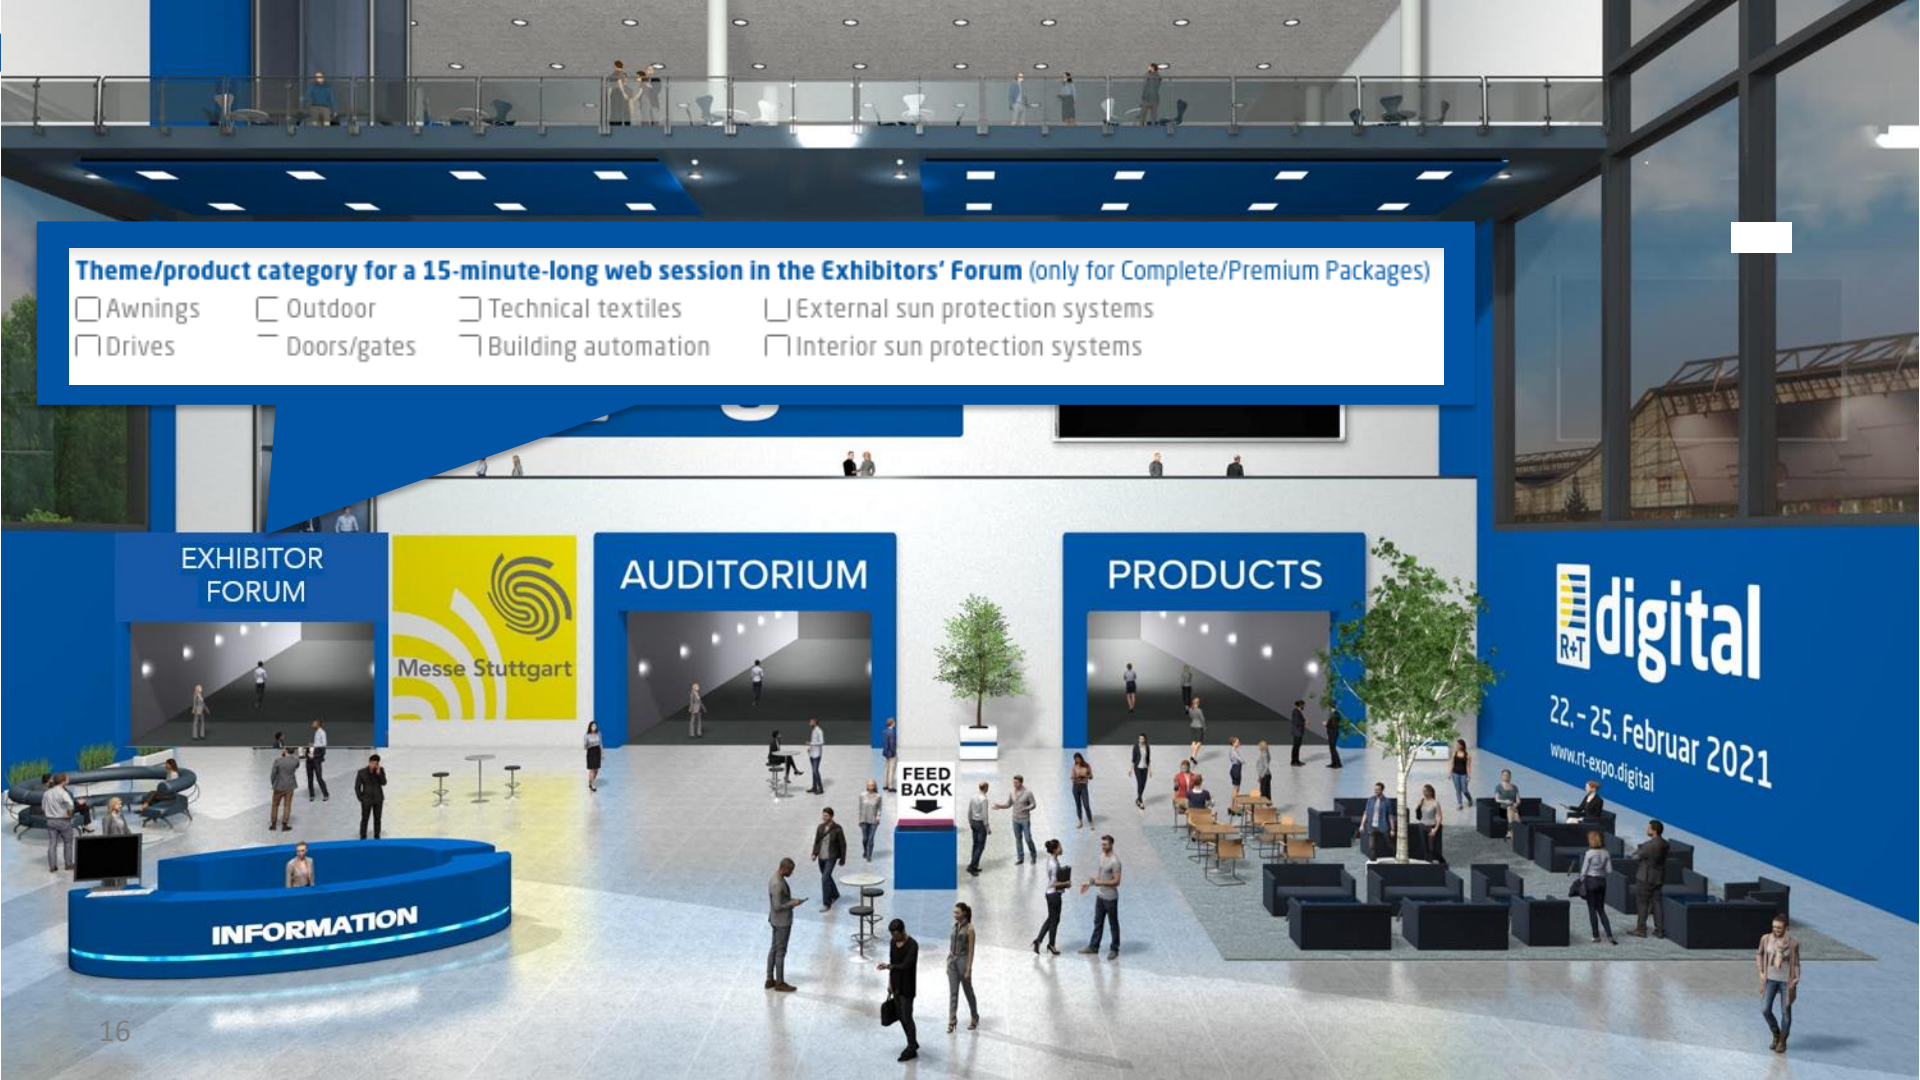 Theme/product category for a 15-minute-long web session in the Exhibitors' Forum (only for Complete/Premium Packages)
Awnings Outdoor Technical textiles External sun protection systems
Drives Doors/gates Building automation Interior sun protection systems
EXHIBITOR
FORUM
Messe Stuttgart
AUDITORIUM
PRODUCTS
R+T digital
22. – 25. Februar 2021
www.rt-expo.digital
FEED
BACK
INFORMATION
16